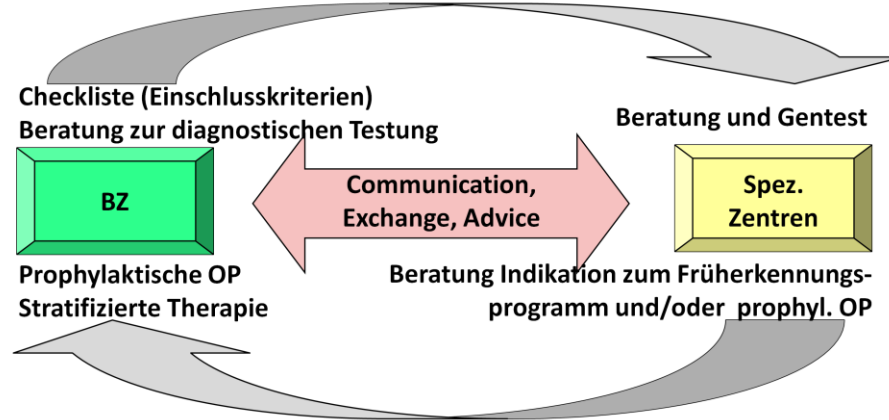 Checkliste (Einschlusskriterien)
Beratung zur diagnostischen Testung
Beratung und Gentest
BZ
Communication,
Exchange, Advice
Spez.
Zentren
Prophylaktische OP
Stratifizierte Therapie
Beratung Indikation zum Früherkennungs-
programm und/oder prophyl. OP